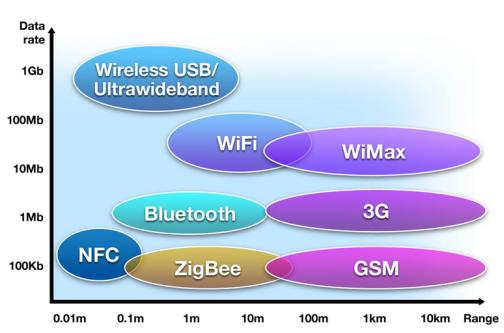 Data
rate
1Gb
Wireless USB/
Ultrawideband
100Mb
WiFi
WiMax
10Mb
1Mb
Bluetooth
3G
100Kb
NFC
ZigBee
GSM
0.01m 0.1m 1m 10m 100m 1km 10km Range